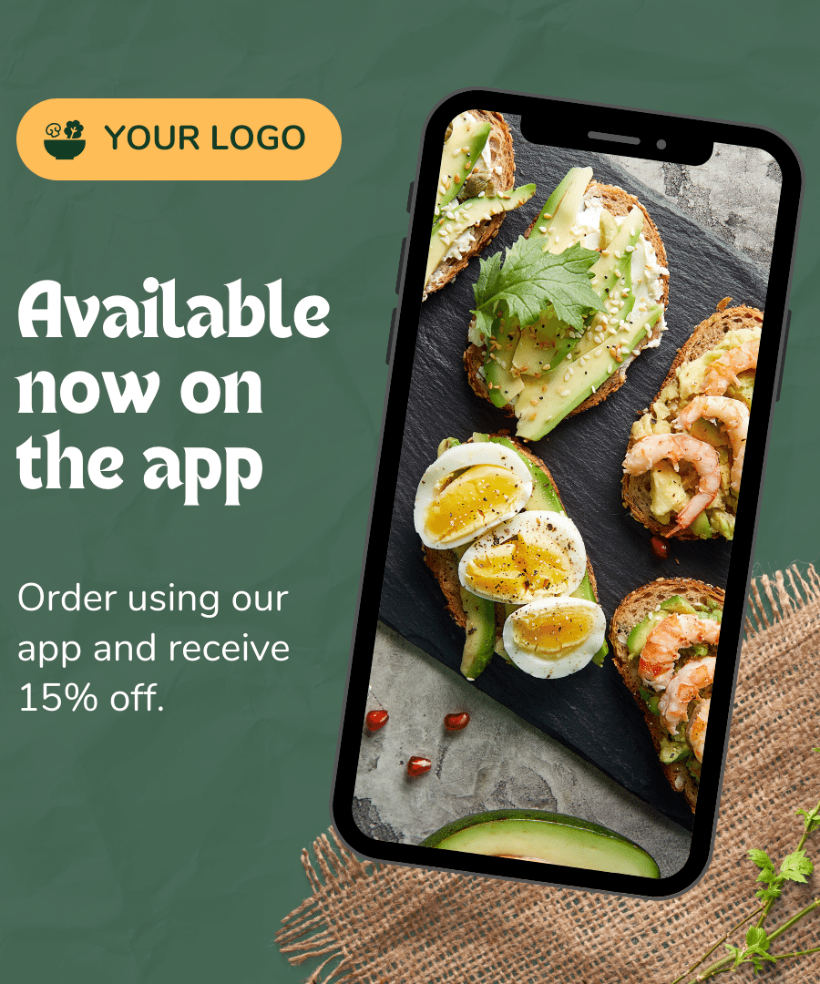 YOUR LOGO
Available
now on
the app
Order using our
app and receive
15% off.